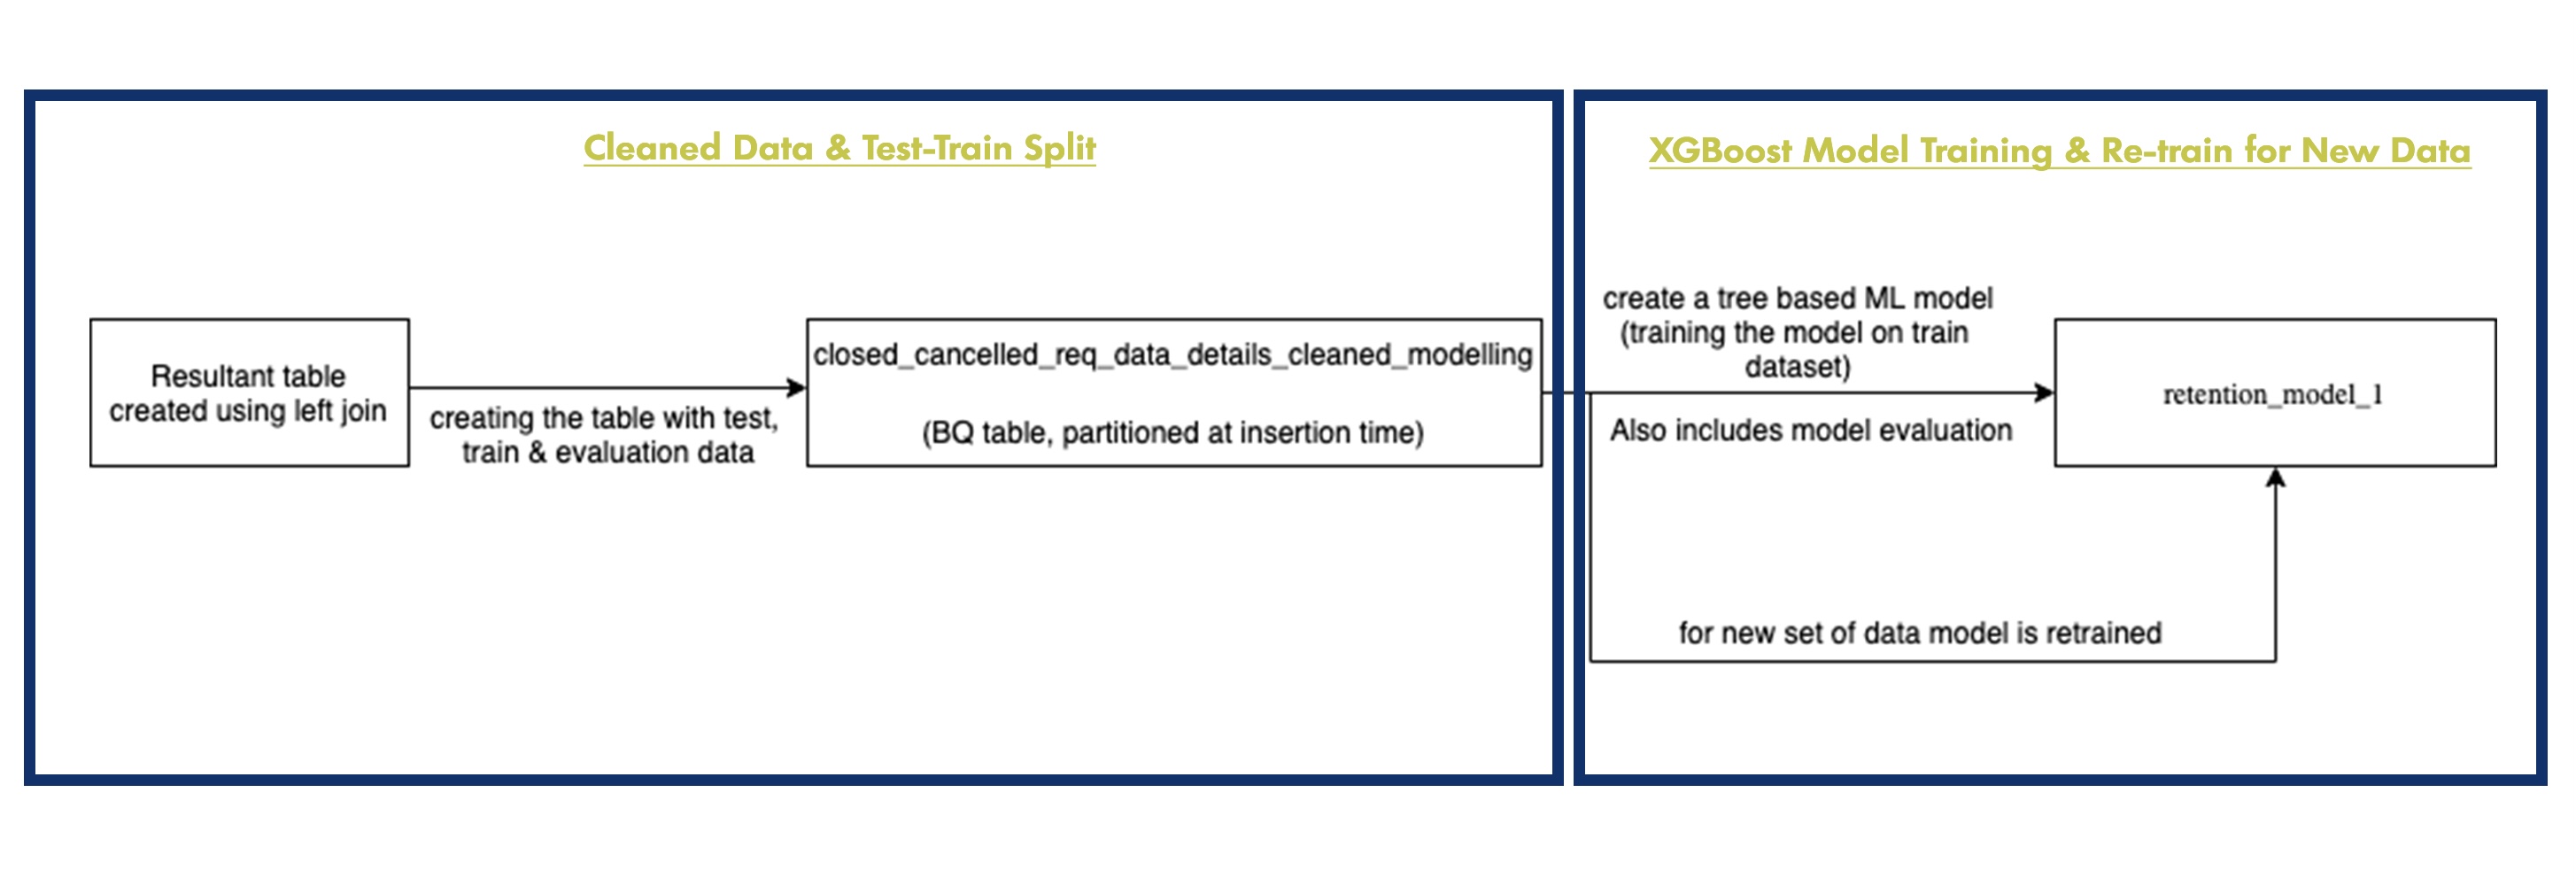 Cleaned Data & Test-Train Split
Resultant table
created using left join
creating the table with test,
train & evaluation data
closed_cancelled_req_data_details_cleaned_modelling
(BQ table, partitioned at insertion time)
XGBoost Model Training & Re-train for New Data
create a tree based ML model
(training the model on train
dataset)
Also includes model evaluation
retention_model_1
for new set of data model is retrained